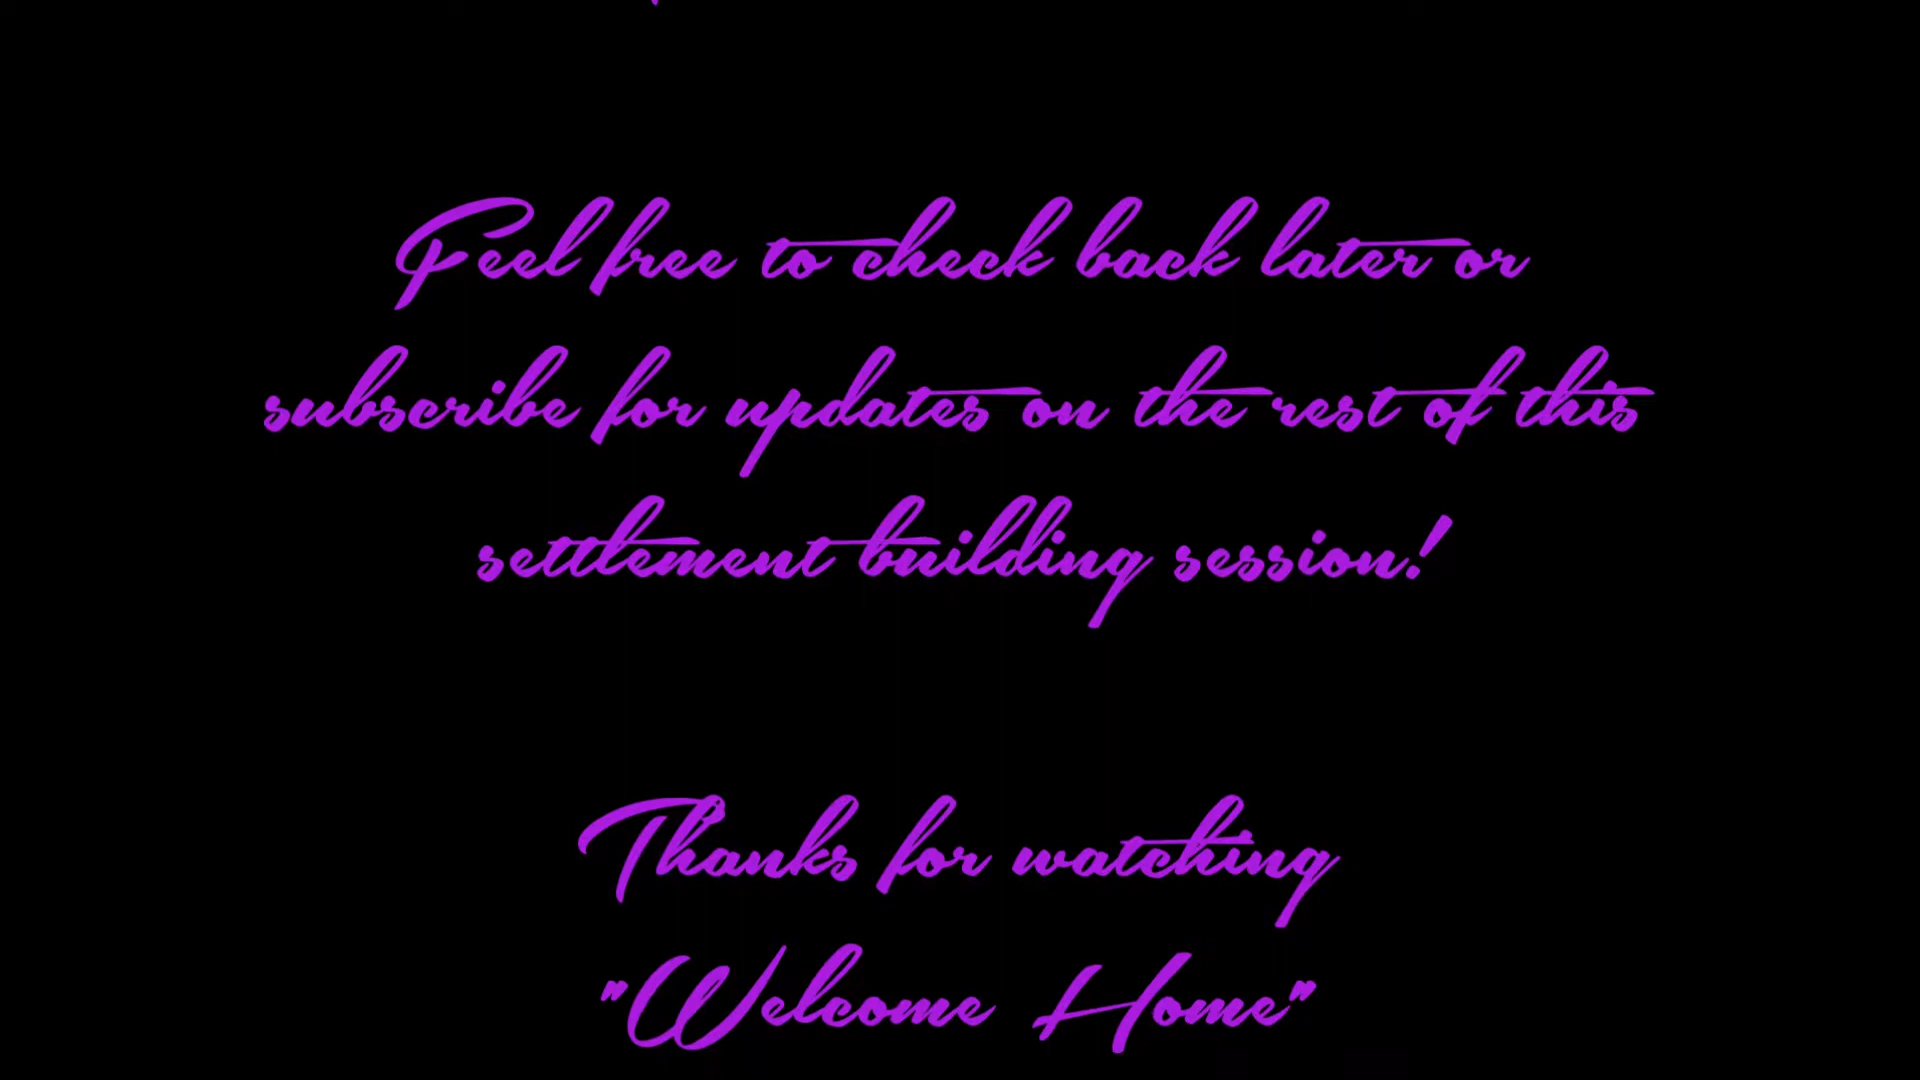 Feel free to check back later or
subscribe for updates on the rest of this
settlement building session!
Thanks for watching
"Welcome Home"